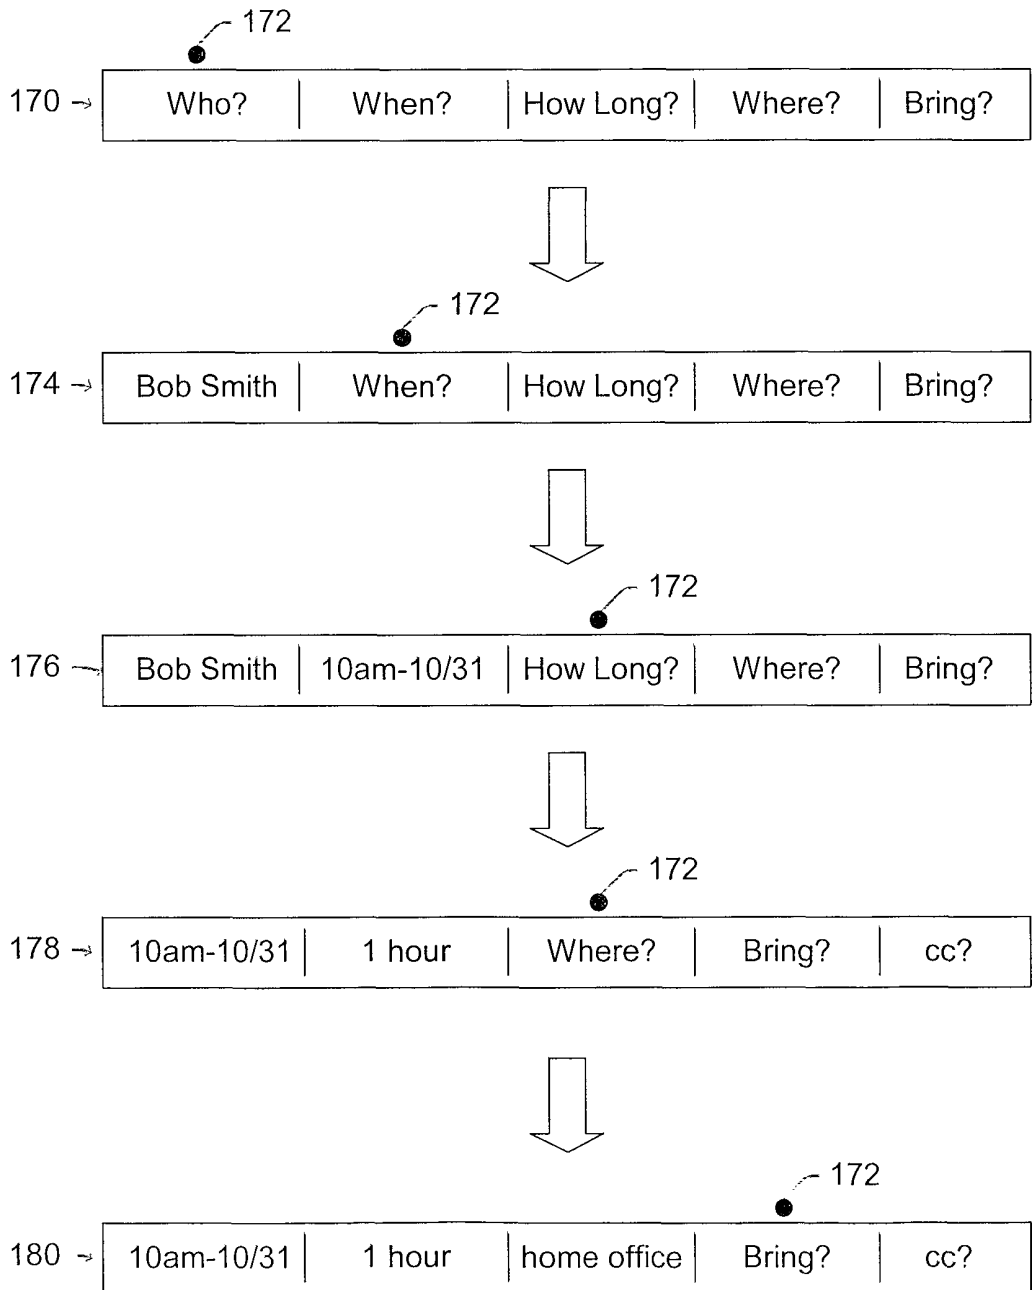 172
170 Who? When? How Long? Where? Bring?
172
174 Bob Smith When? How Long? Where? Bring?
172
176 Bob Smith 10am-10/31 How Long? Where? Bring?
172
178 10am-10/31 1 hour Where? Bring? cc?
172
180 10am-10/31 1 hour home office Bring? cc?